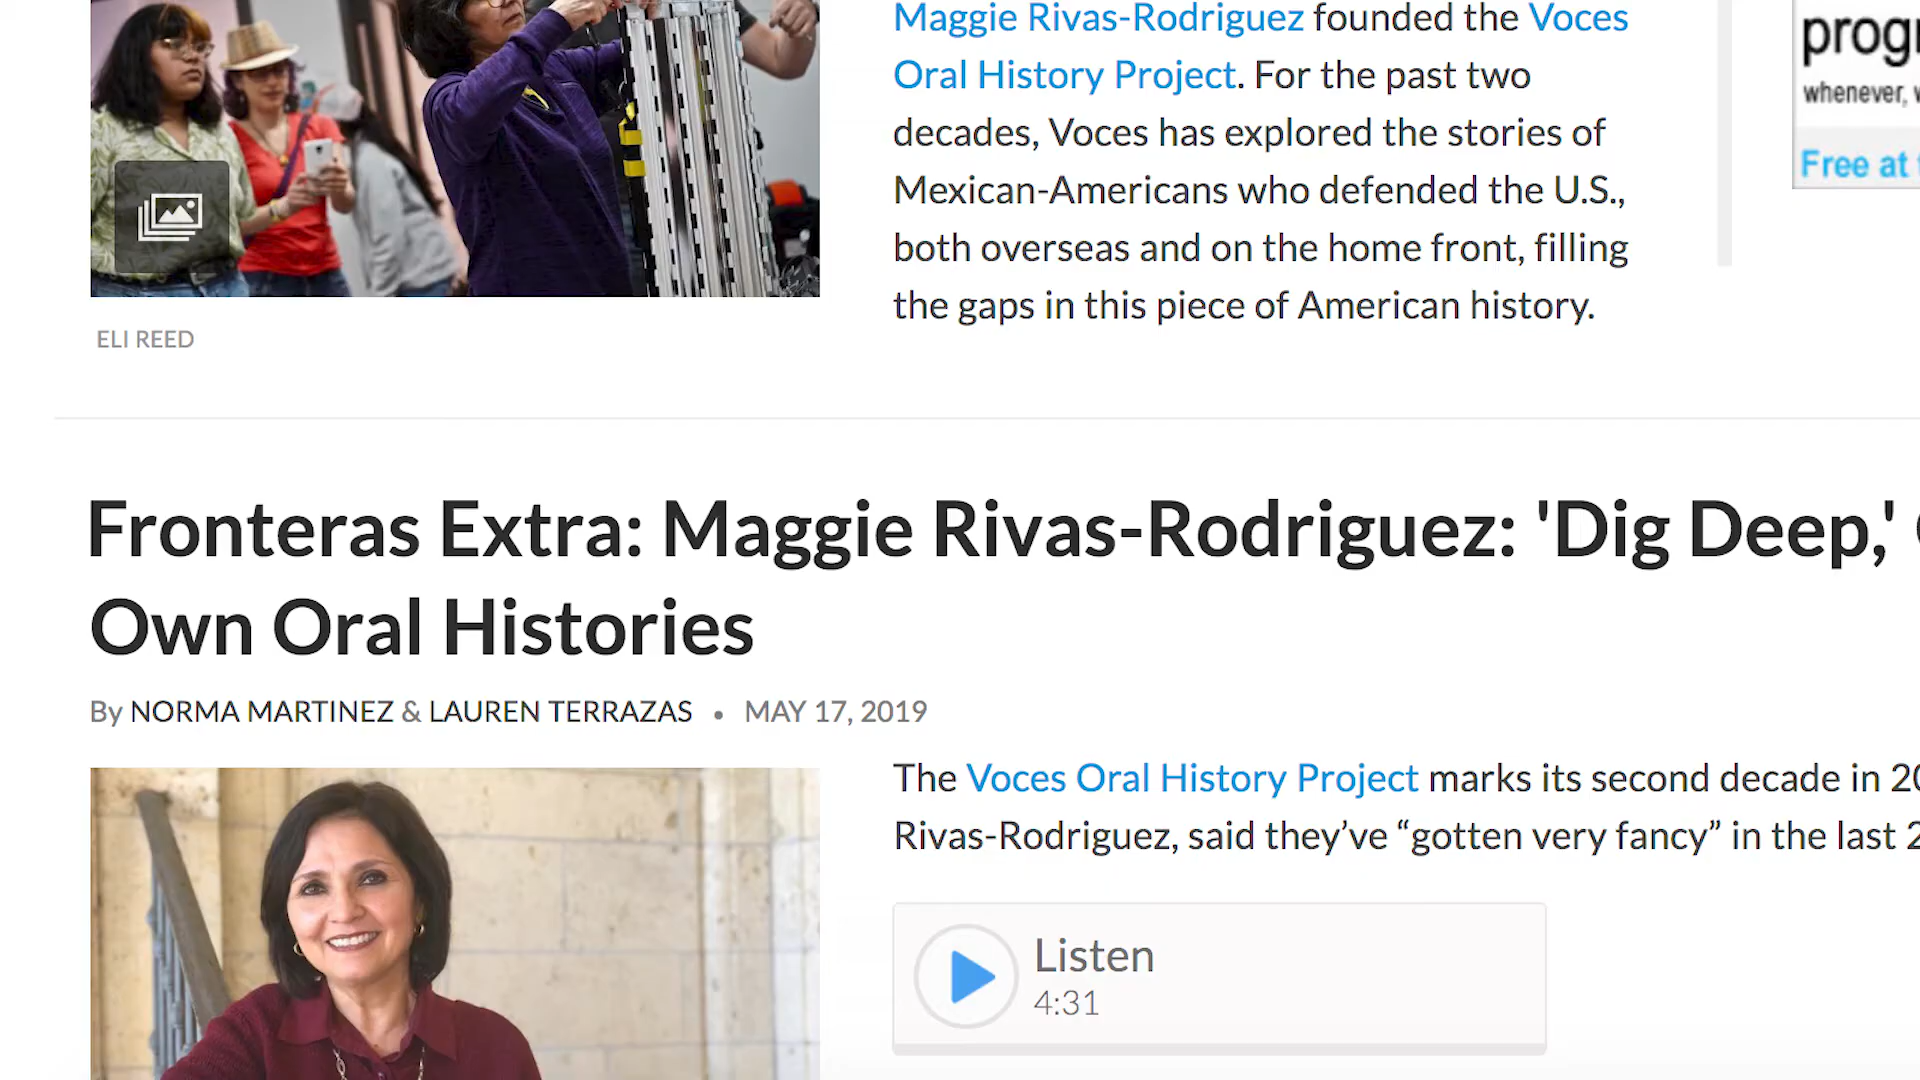 Maggie Rivas-Rodriguez founded the Voces
Oral History Project. For the past two
decades, Voces has explored the stories of
Mexican-Americans who defended the U.S.,
both overseas and on the home front, filling
the gaps in this piece of American history.
ELI REED
progr
whenever,
Free at
Fronteras Extra: Maggie Rivas-Rodriguez: 'Dig Deep,'
Own Oral Histories
By NORMA MARTINEZ & LAUREN TERRAZAS • MAY 17, 2019
The Voces Oral History Project marks its second decade in 20
Rivas-Rodriguez, said they’ve “gotten very fancy” in the last 2
Listen
4:31